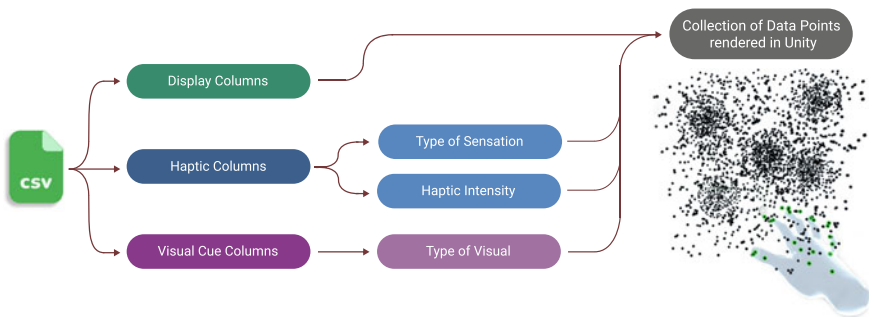 Collection of Data Points
rendered in Unity
Display Columns
Type of Sensation
csv
Haptic Columns
Haptic Intensity
Visual Cue Columns
Type of Visual